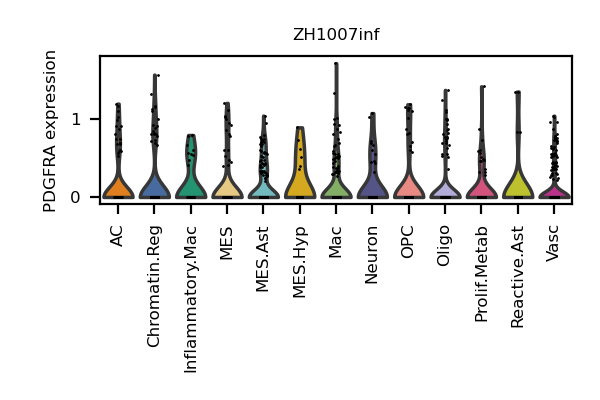 ZH1007inf
PDGFRA expression
1
0
AC
Chromatin.Reg
Inflammatory.Mac
MES
MES.Ast
MES.Hyp
Mac
Neuron
OPC
Oligo
Prolif.Metab
Reactive.Ast
Vasc